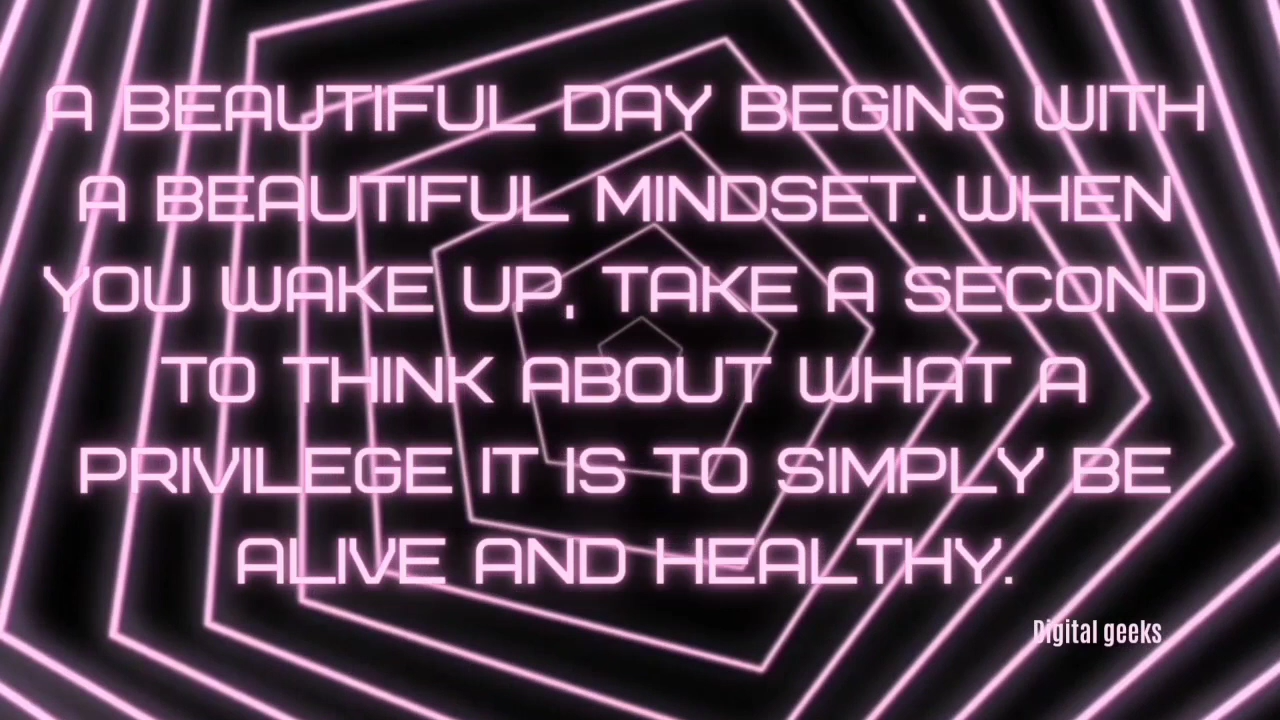 A BEAUTIFUL DAY BEGINS WITH
A BEAUTIFUL MINDSET. WHEN
YOU WAKE UP, TAKE A SECOND
TO THINK ABOUT WHAT A
PRIVILEGE IT IS TO SIMPLY BE
ALIVE AND HEALTHY.
Digital geeks